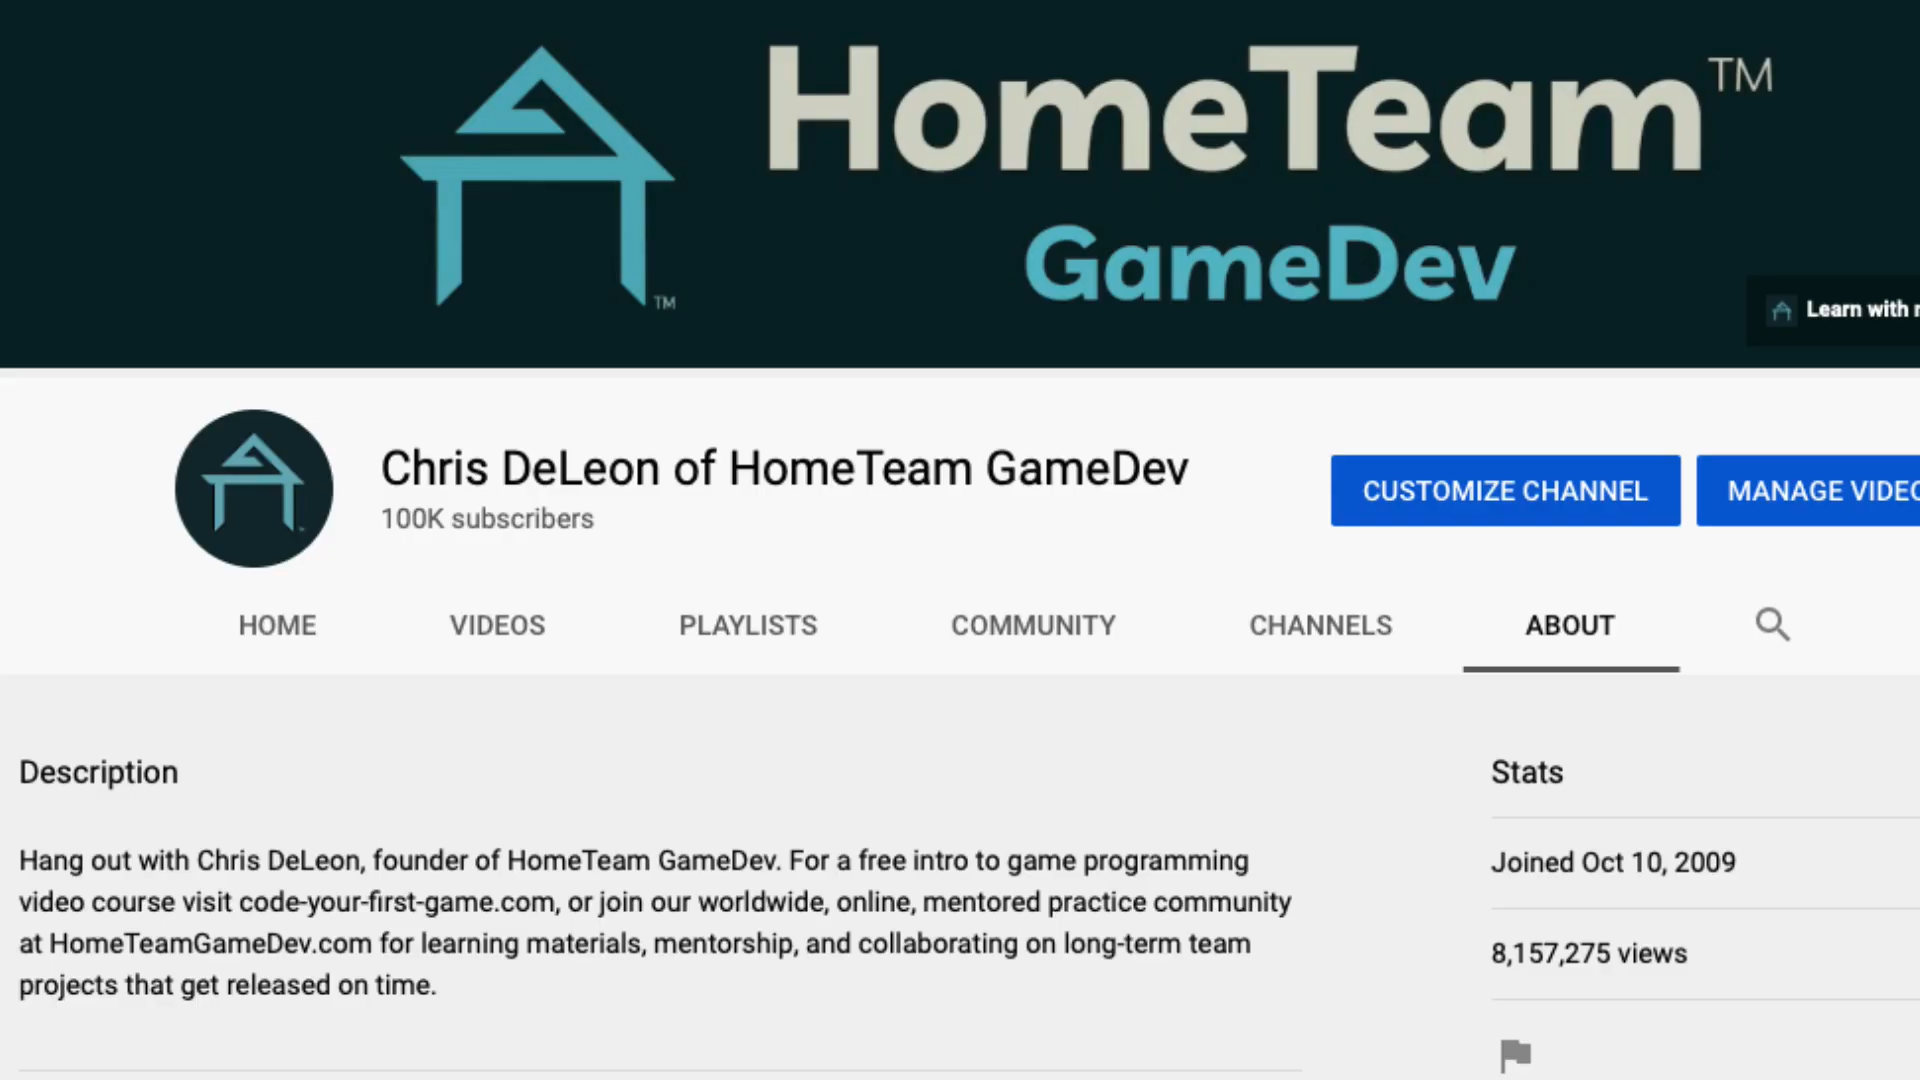 HomeTeam™
GameDev
TM
Learn with
Chris DeLeon of HomeTeam GameDev
100K subscribers
CUSTOMIZE CHANNEL
MANAGE
HOME
VIDEOS
PLAYLISTS
COMMUNITY
CHANNELS
ABOUT
Description
Hang out with Chris DeLeon, founder of HomeTeam GameDev. For a free intro to game programming
video course visit code-your-first-game.com, or join our worldwide, online, mentored practice community
at HomeTeamGameDev.com for learning materials, mentorship, and collaborating on long-term team
projects that get released on time.
Stats
Joined Oct 10, 2009
8,157,275 views